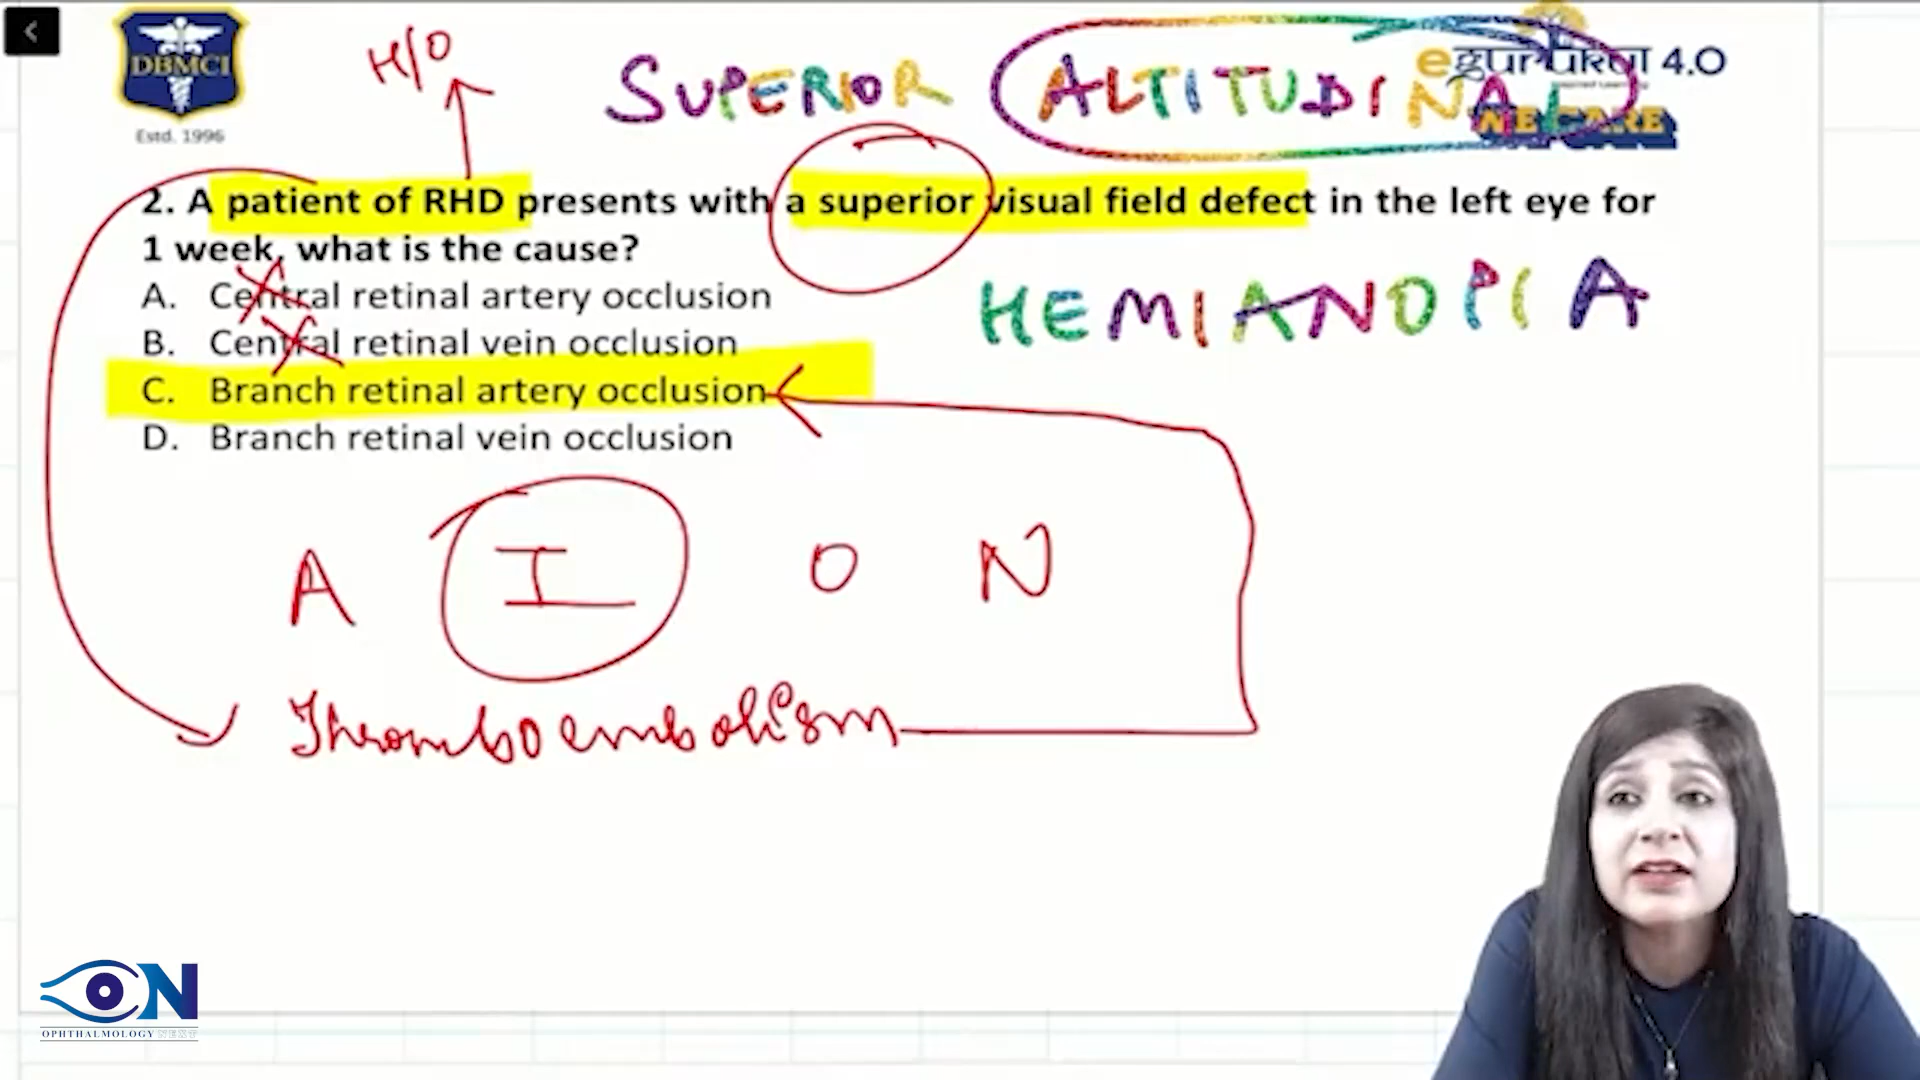 DBMCI
Estd. 1996
H/O
SUPERIOR ALTITUDINAL
eGurukul 4.0
WE CARE
2. A patient of RHD presents with a superior visual field defect in the left eye for
1 week, what is the cause?
HEMIANOPIA
A. Central retinal artery occlusion
B. Central retinal vein occlusion
C. Branch retinal artery occlusion
D. Branch retinal vein occlusion
A I O N
Thromboembolism
ON
OPHTHALMOLOGY NEXT